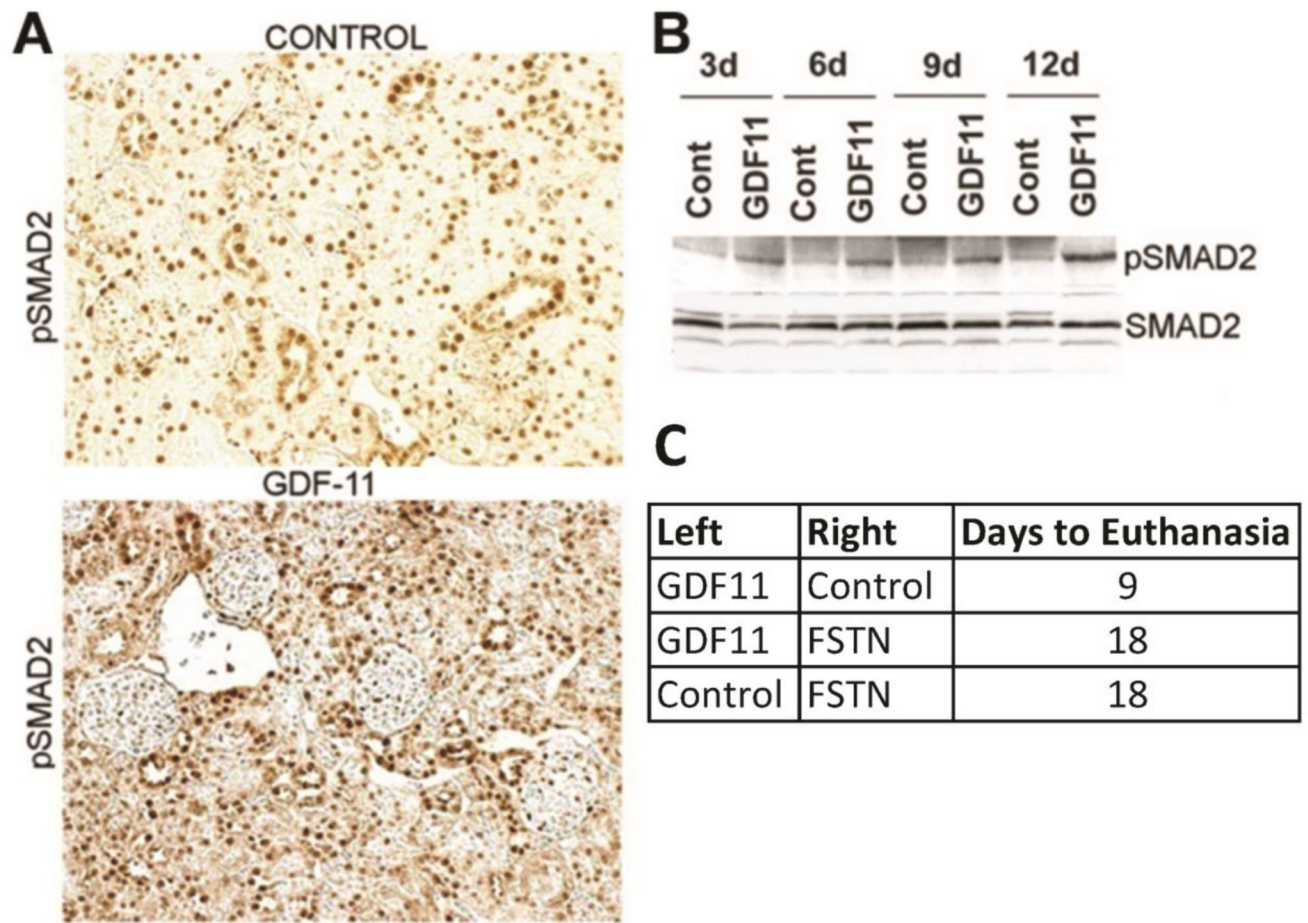 A
CONTROL
pSMAD2
GDF-11
pSMAD2
B
3d 6d 9d 12d
Cont GDF11 Cont GDF11 Cont GDF11 Cont GDF11
pSMAD2
SMAD2
C
Left Right Days to Euthanasia
GDF11 Control 9
GDF11 FSTN 18
Control FSTN 18